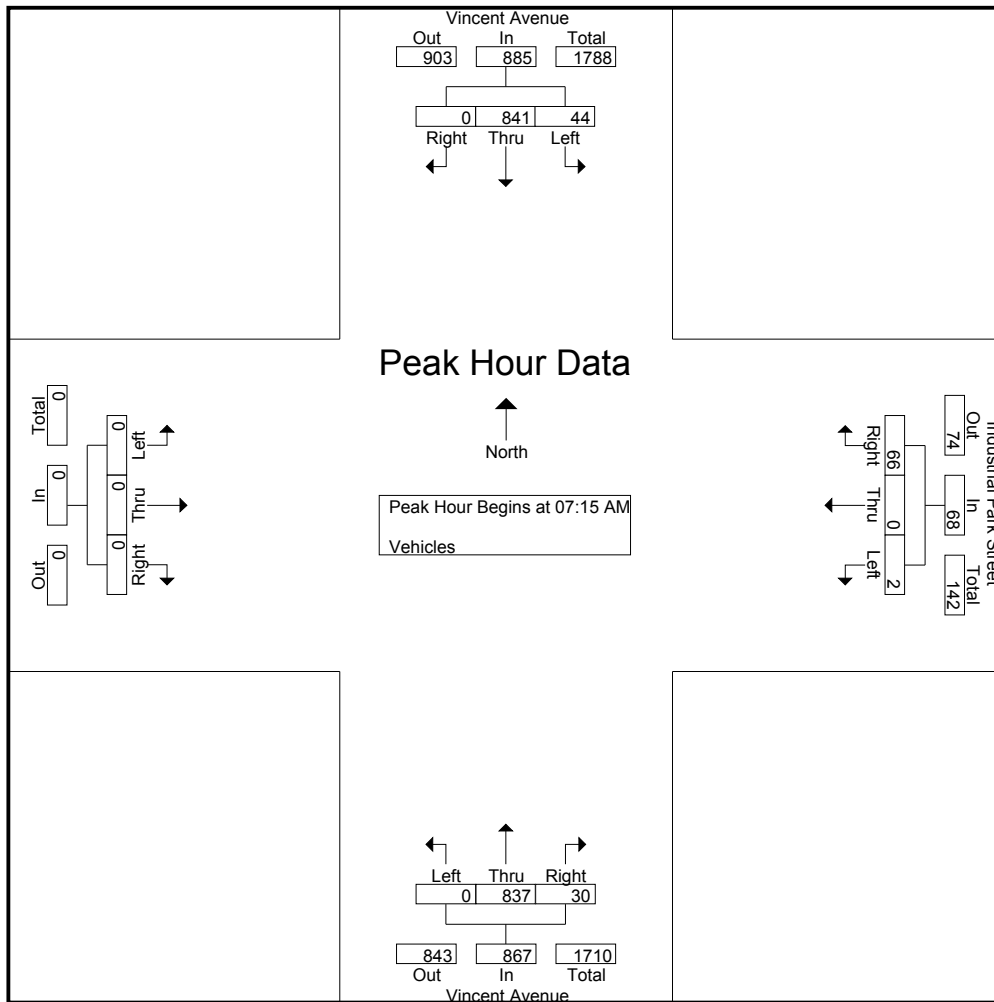 Vincent Avenue
Out In Total
903 885 1788
0 841 44
Right Thru Left
Peak Hour Data
North
Peak Hour Begins at 07:15 AM
Vehicles
Total In Out
0 0 0
0 0 0
Left Thru Right
Industrial Park Street
Out In Total
74 68 142
66 0 2
Right Thru Left
Left Thru Right
0 837 30
843 867 1710
Out In Total
Vincent Avenue